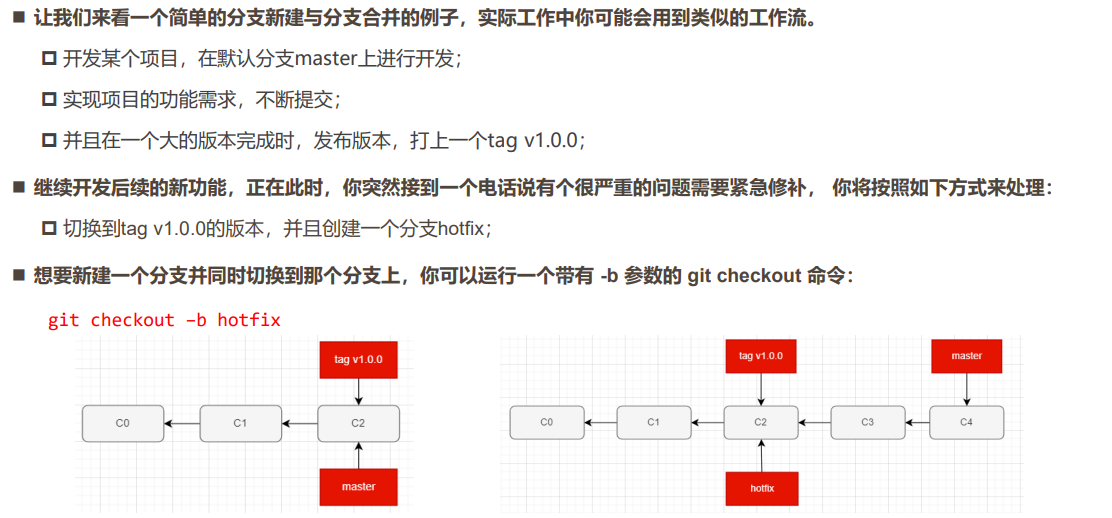 让我们来看一个简单的分支新建与分支合并的例子，实际工作中你可能会用到类似的工作流。
开发某个项目，在默认分支master上进行开发；
实现项目的功能需求，不断提交；
并且在一个大的版本完成时，发布版本，打上一个tag v1.0.0；
继续开发后续的新功能，正在此时，你突然接到一个电话说有个很严重的问题需要紧急修补， 你将按照如下方式来处理：
切换到tag v1.0.0的版本，并且创建一个分支hotfix；
想要新建一个分支并同时切换到那个分支上，你可以运行一个带有 -b 参数的 git checkout 命令：
git checkout –b hotfix
tag v1.0.0
C0 C1 C2
master
tag v1.0.0 master
C0 C1 C2 C3 C4
hotfix